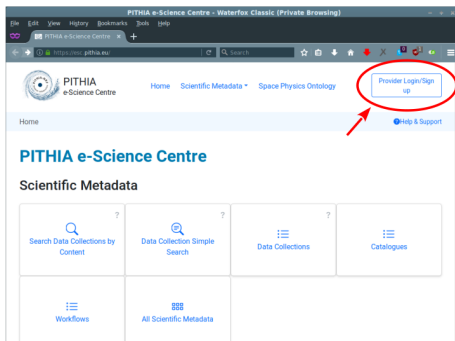 PITHIA e-Science Centre - Waterfox Classic (Private Browsing)
File Edit View History Bookmarks Tools Help
PITHIA e-Science Centre
https://esc.pithia.eu/
Search
PITHIA
e-Science Centre
Home Scientific Metadata Space Physics Ontology
Provider Login/Sign
up
Home
?Help & Support
PITHIA e-Science Centre
Scientific Metadata
?
?
?
Search Data Collections by
Content
Data Collection Simple
Search
Data Collections
Catalogues
Workflows
All Scientific Metadata